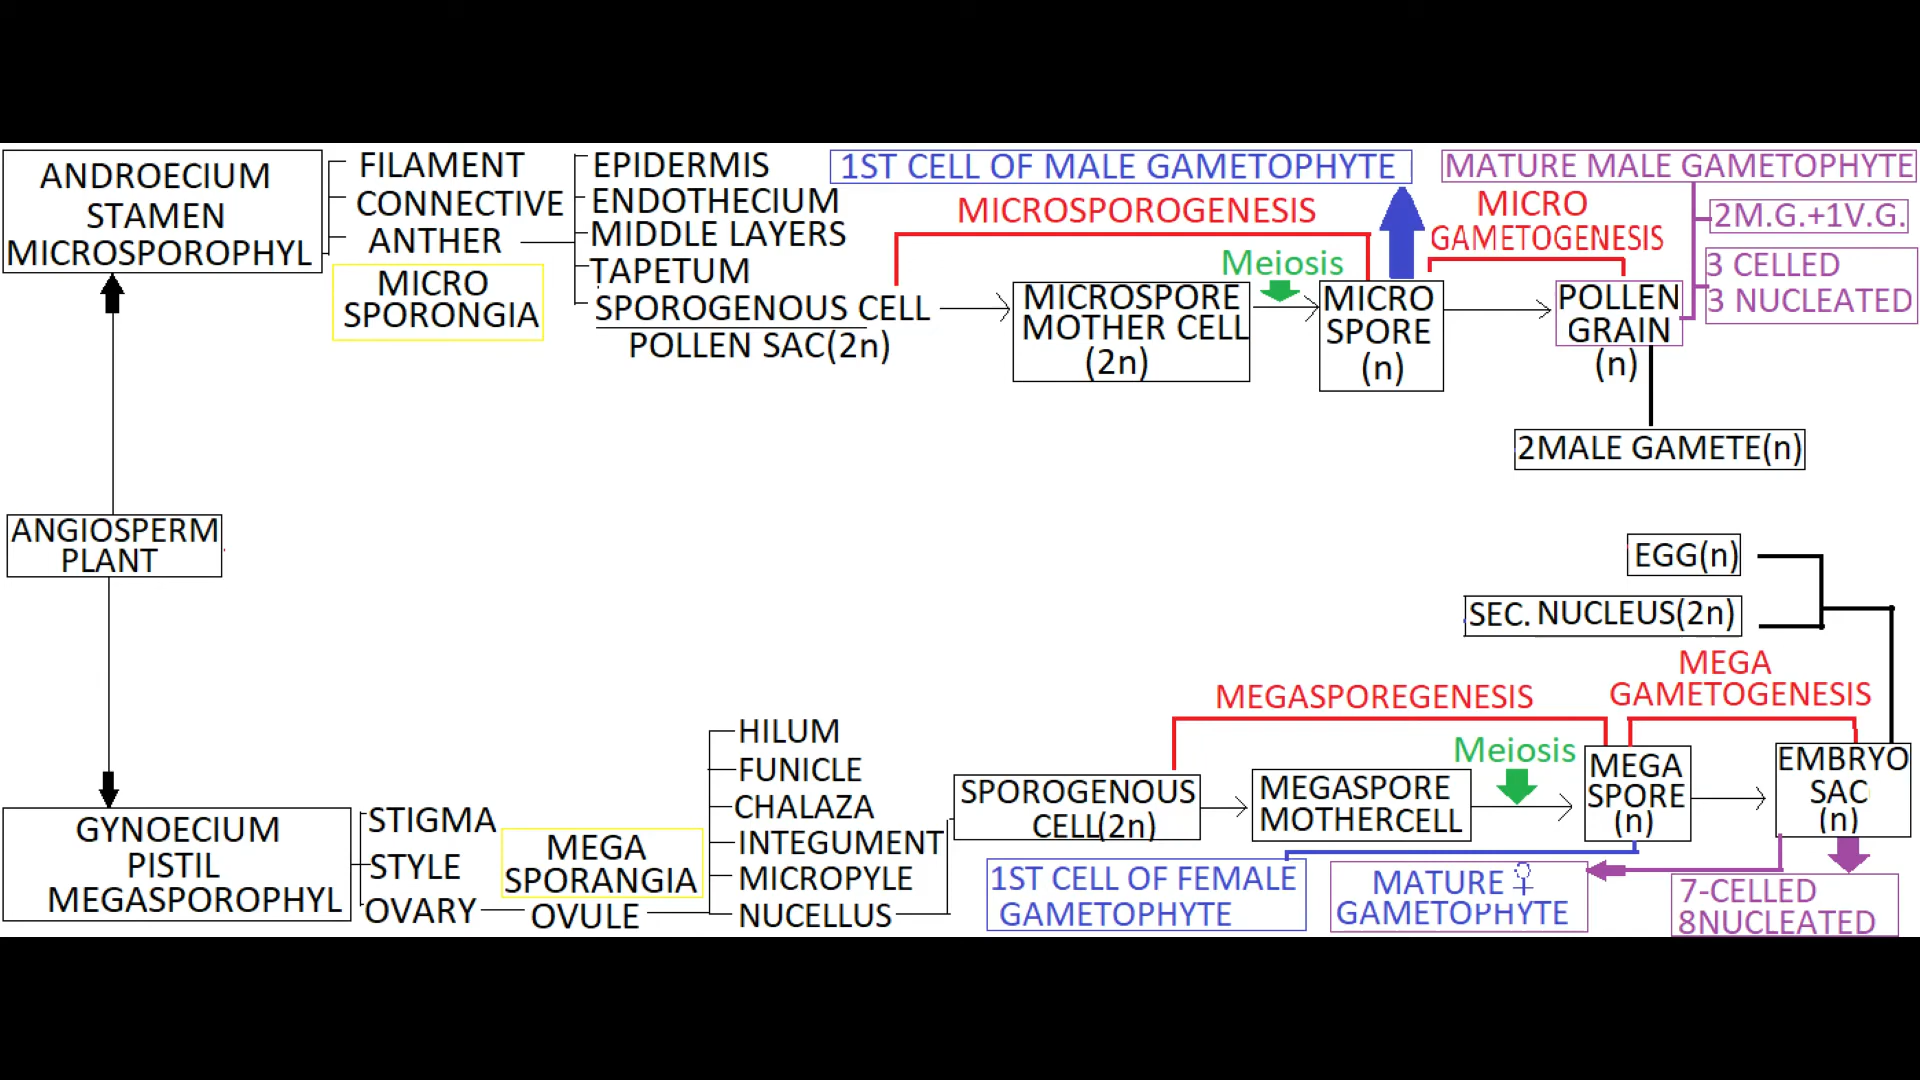 ANDROECIUM
STAMEN
MICROSPOROPHYL
FILAMENT
CONNECTIVE
ANTHER
MICRO
SPORONGIA
EPIDERMIS
ENDOTHECIUM
MIDDLE LAYERS
TAPETUM
SPOROGENOUS CELL
POLLEN SAC(2n)
1ST CELL OF MALE GAMETOPHYTE
MICROSPOROGENESIS
Meiosis
MICROSPORE
MOTHER CELL
(2n)
MICRO
SPORE
(n)
MICRO
GAMETOGENESIS
MATURE MALE GAMETOPHYTE
2M.G.+1V.G.
3 CELLED
3 NUCLEATED
POLLEN
GRAIN
(n)
2MALE GAMETE(n)
ANGIOSPERM
PLANT
EGG(n)
SEC. NUCLEUS(2n)
MEGA
GAMETOGENESIS
MEGASPOREGENESIS
Meiosis
GYNOECIUM
PISTIL
MEGASPOROPHYL
STIGMA
STYLE
OVARY
MEGA
SPORANGIA
OVULE
HILUM
FUNICLE
CHALAZA
INTEGUMENT
MICROPYLE
NUCELLUS
SPOROGENOUS
CELL(2n)
MEGASPORE
MOTHERCELL
MEGA
SPORE
(n)
EMBRYO
SAC
(n)
1ST CELL OF FEMALE
GAMETOPHYTE
MATURE ♀
GAMETOPHYTE
7-CELLED
8NUCLEATED